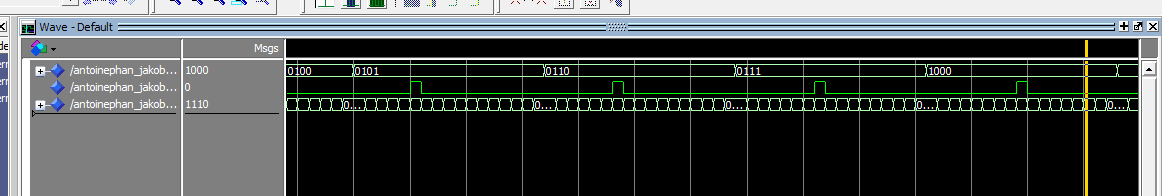 Wave - Default
Msgs
/antoinephan_jakob... 1000 0100 0101 0110 0111 1000
/antoinephan_jakob... 0
/antoinephan_jakob... 1110 0... 0... 0... 0... 0...